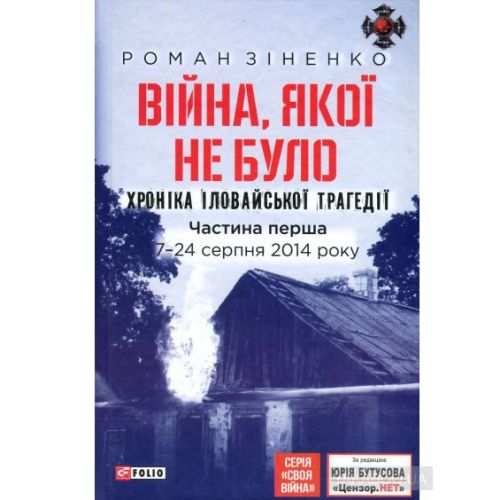 РОМАН ЗІНЕНКО
ВІЙНА, ЯКОЇ
НЕ БУЛО
ХРОНІКА ІЛОВАЙСЬКОЇ ТРАГЕДІЇ
Частина перша
7–24 серпня 2014 року
FOLIO
СЕРІЯ
«СВОЯ
ВІЙНА»
За редакцією
ЮРІЯ БУТУСОВА
«Цензор.НЕТ»